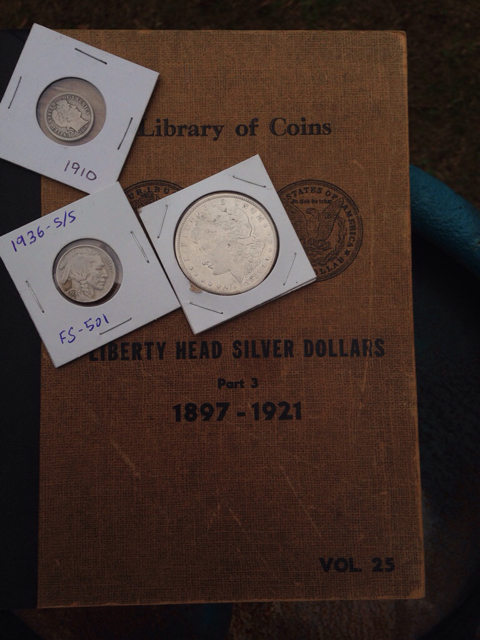 Library of Coins
1910
1936-S/S
FS-501
LIBERTY HEAD SILVER DOLLARS
Part 3
1897 - 1921
VOL. 25